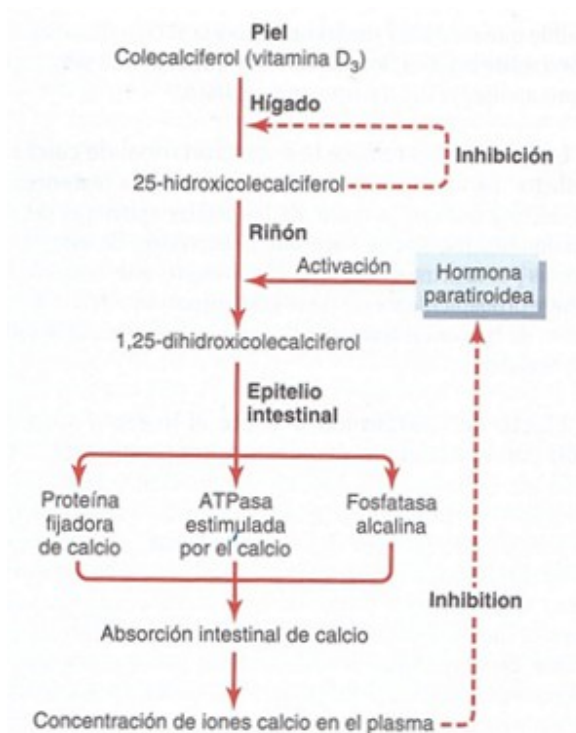 Piel
Colecalciferol (vitamina D₃)
Hígado
Inhibición
25-hidroxicolecalciferol
Riñón
Activación
Hormona
paratiroidea
1,25-dihidroxicolecalciferol
Epitelio
intestinal
Proteína
fijadora
de calcio
ATPasa
estimulada
por el calcio
Fosfatasa
alcalina
Inhibition
Absorción intestinal de calcio
Concentración de iones calcio en el plasma